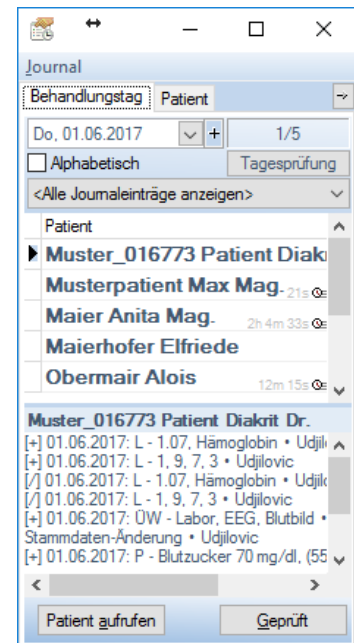 Journal
Behandlungstag Patient
Do, 01.06.2017 + 1/5
Alphabetisch Tagesprüfung
<Alle Journaleinträge anzeigen>
Patient
Muster_016773 Patient Diakr
Musterpatient Max Mag. 21s
Maier Anita Mag. 2h 4m 33s
Maierhofer Elfriede
Obermair Alois 12m 15s
Muster_016773 Patient Diakrit Dr.
[+] 01.06.2017: L - 1.07, Hämoglobin • Udjil
[+] 01.06.2017: L - 1, 9, 7, 3 • Udjilovic
[/] 01.06.2017: L - 1.07, Hämoglobin • Udjilo
[/] 01.06.2017: L - 1, 9, 7, 3 • Udjilovic
[+] 01.06.2017: ÜW - Labor, EEG, Blutbild •
Stammdaten-Änderung • Udjilovic
[+] 01.06.2017: P - Blutzucker 70 mg/dl, (55
Patient aufrufen Geprüft